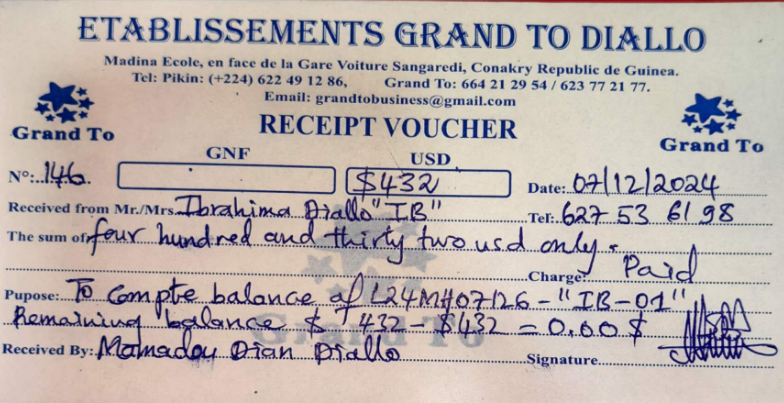 ETABLISSEMENTS GRAND TO DIALLO
Madina Ecole, en face de la Gare Voiture Sangaredi, Conakry Republic de Guinea.
Tel: Pikin: (+224) 622 49 12 86, Grand To: 664 21 29 54 / 623 77 21 77.
Email: grandtobusiness@gmail.com
Grand To
RECEIPT VOUCHER
Grand To
GNF USD
Nº:..146. $432 Date: 07/12/2024
Received from Mr./Mrs. Ibrahima Diallo "IB" Tel: 627 53 61 98
The sum of four hundred and thirty two usd only.
Charge: Paid
Pupose: To Compte balance of L24MH07126 - "IB-01"
Remaining balance $ 432 - $432 = 0.00 $
Grand To
Received By: Mamadou Dian Diallo Signature